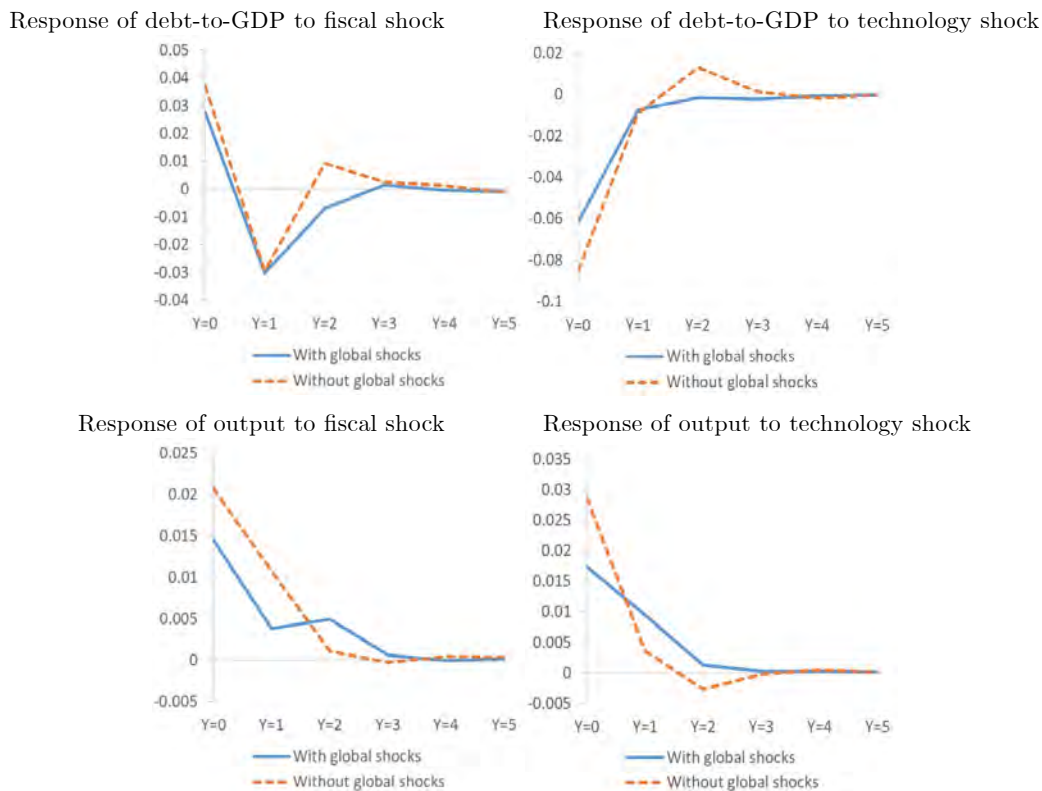 Response of debt-to-GDP to fiscal shock
0.05
0.04
0.03
0.02
0.01
0
-0.01
-0.02
-0.03
-0.04
Y=0 Y=1 Y=2 Y=3 Y=4 Y=5
With global shocks
Without global shocks
Response of debt-to-GDP to technology shock
0.02
0
-0.02
-0.04
-0.06
-0.08
-0.1
Y=0 Y=1 Y=2 Y=3 Y=4 Y=5
With global shocks
Without global shocks
Response of output to fiscal shock
0.025
0.02
0.015
0.01
0.005
0
-0.005
Y=0 Y=1 Y=2 Y=3 Y=4 Y=5
With global shocks
Without global shocks
Response of output to technology shock
0.035
0.03
0.025
0.02
0.015
0.01
0.005
0
-0.005
Y=0 Y=1 Y=2 Y=3 Y=4 Y=5
With global shocks
Without global shocks